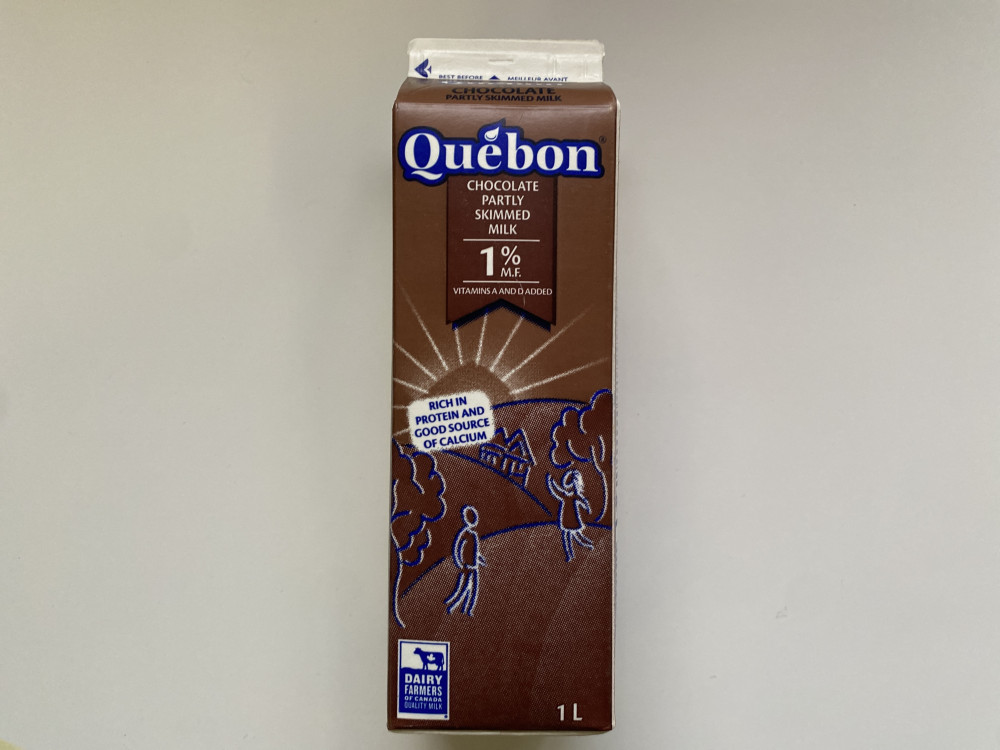 BEST BEFORE MEILLEUR AVANT
CHOCOLATE
PARTLY SKIMMED MILK
Québon
CHOCOLATE
PARTLY
SKIMMED
MILK
1%
M.F.
VITAMINS A AND D ADDED
RICH IN
PROTEIN AND
GOOD SOURCE
OF CALCIUM
DAIRY
FARMERS
OF CANADA
QUALITY MILK
1 L